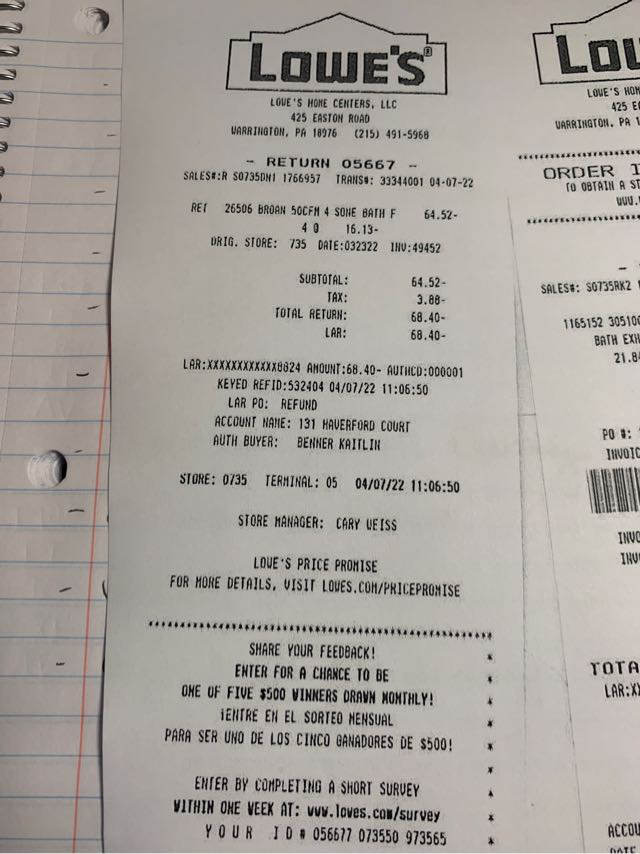 LOWE'S®
LOWE'S HOME CENTERS, LLC
425 EASTON ROAD
WARRINGTON, PA 18976 (215) 491-5968
- RETURN 05667 -
SALES#:R S0735DN1 1766957 TRANS#: 33344001 04-07-22
RET 26506 BROAN 50CFM 4 SONE BATH F 64.52-
4 @ 16.13-
ORIG. STORE: 735 DATE:032322 INV:49452
SUBTOTAL: 64.52-
TAX: 3.88-
TOTAL RETURN: 68.40-
LAR: 68.40-
LAR:XXXXXXXXXXXX8624 AMOUNT:68.40- AUTHCD:000001
KEYED REFID:532404 04/07/22 11:06:50
LAR PO: REFUND
ACCOUNT NAME: 131 HAVERFORD COURT
AUTH BUYER: BENNER KAITLIN
STORE: 0735 TERMINAL: 05 04/07/22 11:06:50
STORE MANAGER: CARY WEISS
LOWE'S PRICE PROMISE
FOR MORE DETAILS, VISIT LOWES.COM/PRICEPROMISE
****************************************************
SHARE YOUR FEEDBACK! *
ENTER FOR A CHANCE TO BE *
ONE OF FIVE $500 WINNERS DRAWN MONTHLY! *
¡ENTRE EN EL SORTEO MENSUAL *
PARA SER UNO DE LOS CINCO GANADORES DE $500! *
*
ENTER BY COMPLETING A SHORT SURVEY *
WITHIN ONE WEEK AT: www.lowes.com/survey *
Y O U R I D # 056677 073550 973565 *
LOW
LOWE'S HOM
425 E
WARRINGTON, PA 1
********************
ORDER I
TO OBTAIN A ST
WWW.
********************
-
SALES#: S0735RK2
1165152 305100
BATH EXH
21.8
PO #:
INVOIC
INVO
INV
TOTA
LAR:XX
ACCOU
DATE